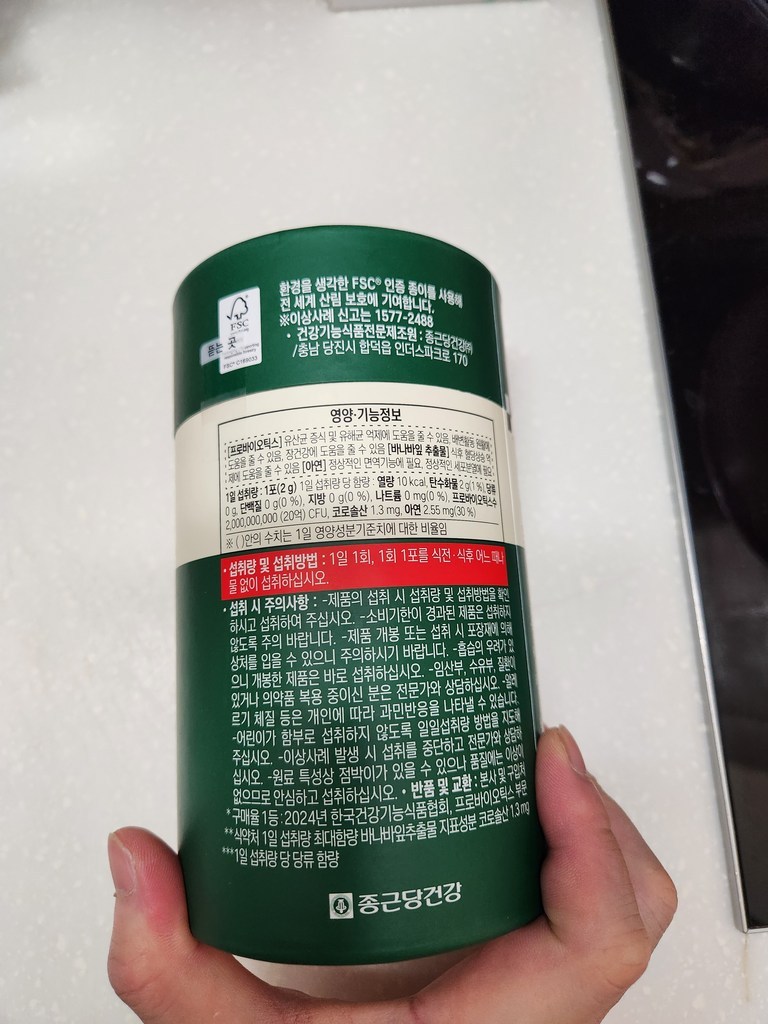 환경을 생각한 FSC® 인증 종이를 사용해
전 세계 산림 보호에 기여합니다.
※이상사례 신고는 1577-2488
• 건강기능식품전문제조원 : 종근당건강㈜
/충남 당진시 합덕읍 인더스파크로 170
FSC
뜯는 곳
영양·기능정보
[프로바이오틱스] 유산균 증식 및 유해균 억제에 도움을 줄 수 있음, 배변활동 원활에
도움을 줄 수 있음, 장건강에 도움을 줄 수 있음 [바나바잎 추출물] 식후 혈당상승 억
제에 도움을 줄 수 있음 [아연] 정상적인 면역기능에 필요, 정상적인 세포분열에 필요
1일 섭취량 : 1포(2 g) 1일 섭취량 당 함량 : 열량 10 kcal, 탄수화물 2 g(1 %), 당류
0 g, 단백질 0 g(0 %), 지방 0 g(0 %), 나트륨 0 mg(0 %), 프로바이오틱스수
2,000,000,000 (20억) CFU, 코로솔산 1.3 mg, 아연 2.55 mg(30 %)
※ ( )안의 수치는 1일 영양성분기준치에 대한 비율임
• 섭취량 및 섭취방법 : 1일 1회, 1회 1포를 식전·식후 어느 때나
물 없이 섭취하십시오.
• 섭취 시 주의사항 : -제품의 섭취 시 섭취량 및 섭취방법을 확인
하시고 섭취하여 주십시오. -소비기한이 경과된 제품은 섭취하지
않도록 주의 바랍니다. -제품 개봉 또는 섭취 시 포장재에 의해
상처를 입을 수 있으니 주의하시기 바랍니다. -흡습의 우려가 있
으니 개봉한 제품은 바로 섭취하십시오. -임산부, 수유부, 질환이
있거나 의약품 복용 중이신 분은 전문가와 상담하십시오. -알레
르기 체질 등은 개인에 따라 과민반응을 나타낼 수 있습니다.
-어린이가 함부로 섭취하지 않도록 일일섭취량 방법을 지도해
주십시오. -이상사례 발생 시 섭취를 중단하고 전문가와 상담하
십시오. -원료 특성상 점박이가 있을 수 있으나 품질에는 이상이
없으므로 안심하고 섭취하십시오. • 반품 및 교환 : 본사 및 구입처
*구매율 1등 : 2024년 한국건강기능식품협회, 프로바이오틱스 부문
**식약처 1일 섭취량 최대함량 바나바잎추출물 지표성분 코로솔산 1.3 mg
***1일 섭취량 당 당류 함량
종근당건강